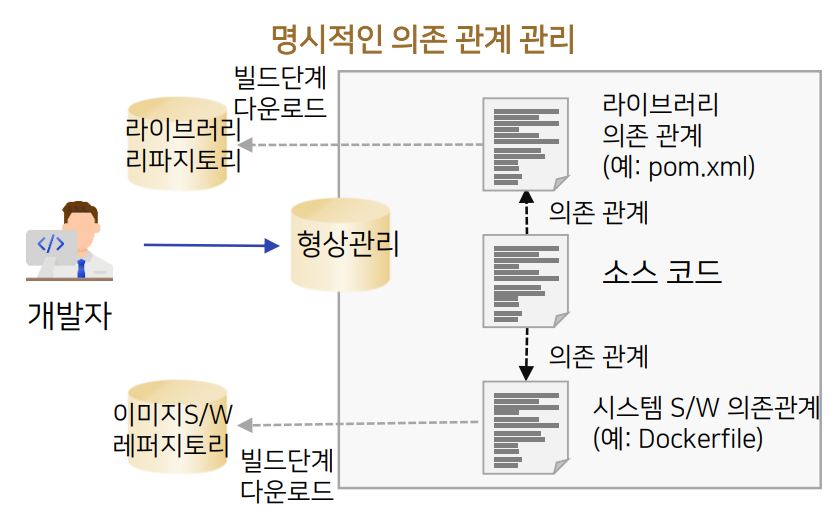 명시적인 의존 관계 관리
빌드단계
다운로드
라이브러리
리파지토리
라이브러리
의존 관계
(예: pom.xml)
의존 관계
</>
형상관리
소스 코드
개발자
의존 관계
이미지S/W
레퍼지토리
시스템 S/W 의존관계
(예: Dockerfile)
빌드단계
다운로드